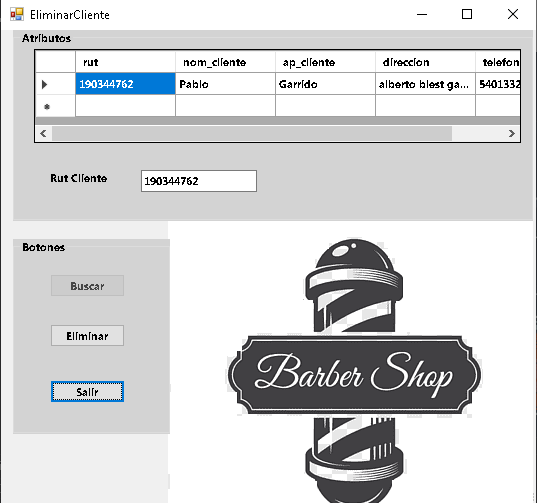 EliminarCliente
Atributos
rut nom_cliente ap_cliente direccion telefon
190344762 Pablo Garrido alberto blest ga...5401332
Rut Cliente 190344762
Botones
Buscar
Eliminar
Salir
Barber Shop